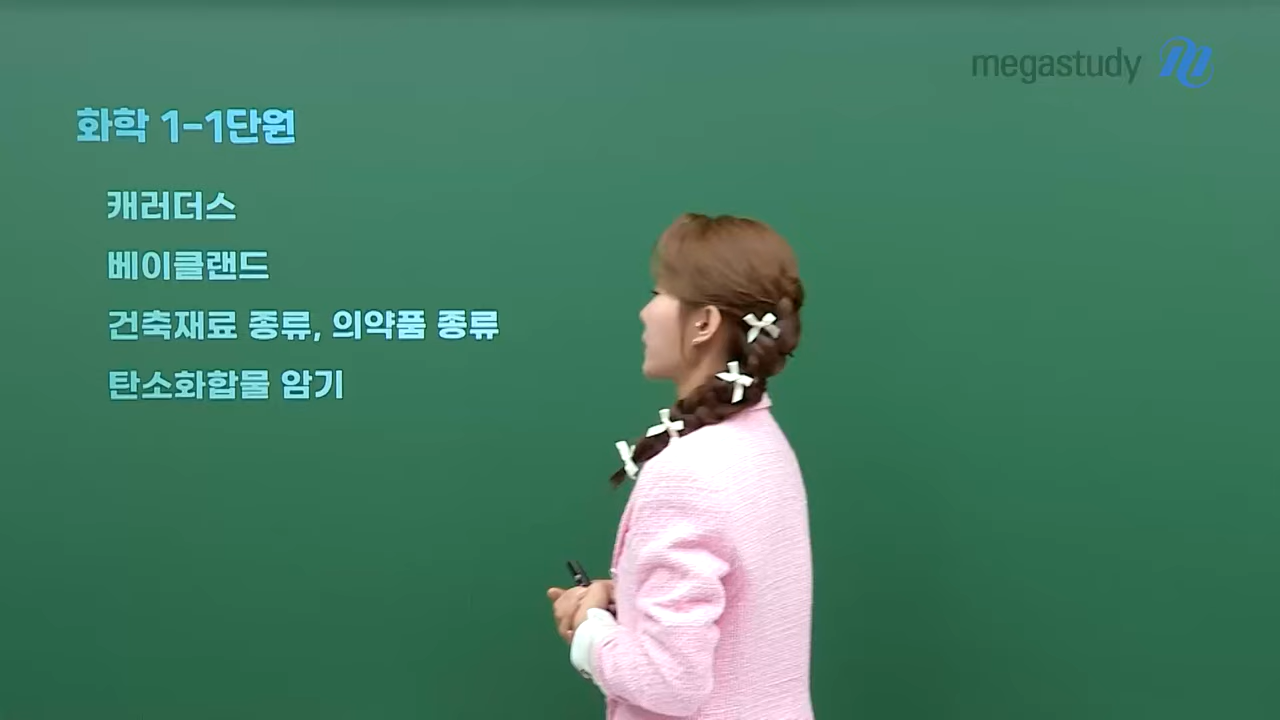 megastudy
화학 1-1단원
캐러더스
베이클랜드
건축재료 종류, 의약품 종류
탄소화합물 암기